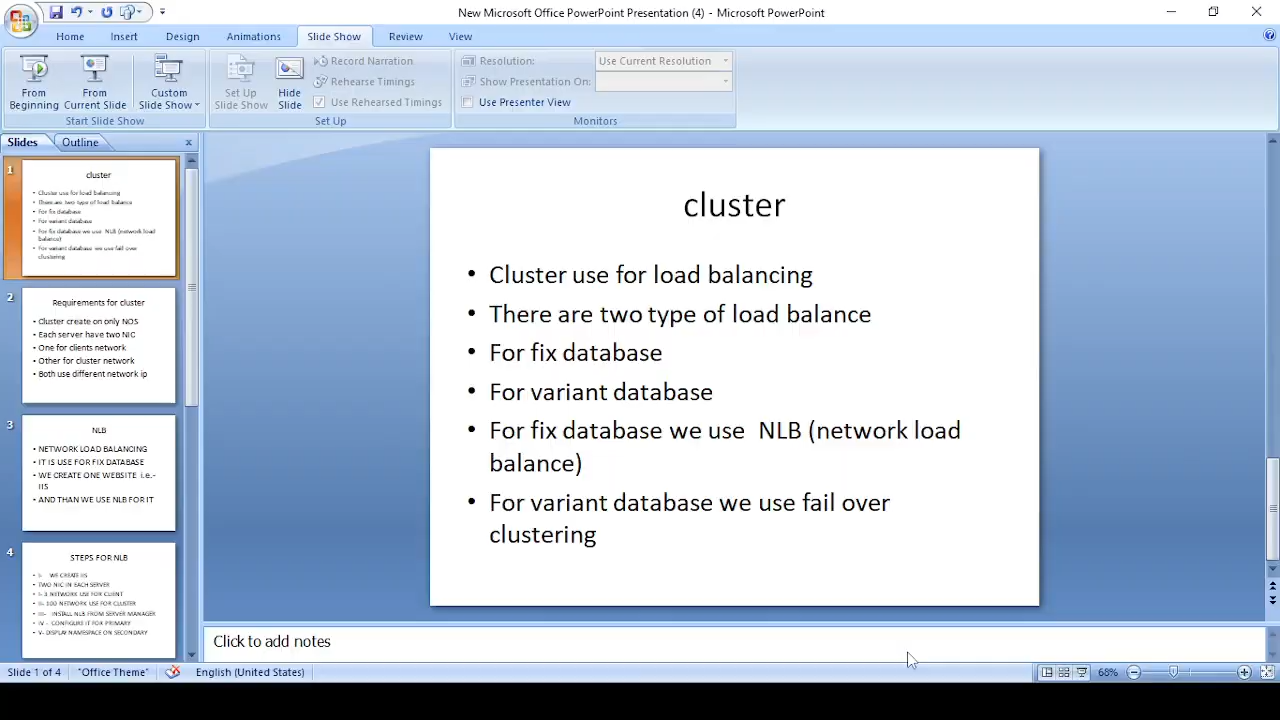 New Microsoft Office PowerPoint Presentation (4) - Microsoft PowerPoint
Home Insert Design Animations Slide Show Review View
From Beginning
From Current Slide
Custom Slide Show
Start Slide Show
Set Up Slide Show
Hide Slide
Record Narration
Rehearse Timings
Use Rehearsed Timings
Set Up
Resolution: Use Current Resolution
Show Presentation On:
Use Presenter View
Monitors
Slides Outline
1
cluster
• Cluster use for load balancing
• There are two type of load balance
• For fix database
• For variant database
• For fix database we use NLB (network load
balance)
• For variant database we use fail over
clustering
2
Requirements for cluster
• Cluster create on only NOS
• Each server have two NIC
• One for clients network
• Other for cluster network
• Both use different network ip
3
NLB
• NETWORK LOAD BALANCING
• IT IS USE FOR FIX DATABASE
• WE CREATE ONE WEBSITE i.e.-
IIS
• AND THAN WE USE NLB FOR IT
4
STEPS FOR NLB
• I- WE CREATE IIS
• TWO NIC IN EACH SERVER
• NETWORK USE FOR CLIENT
• NETWORK USE FOR CLUSTER
• III- INSTALL NLB FROM SERVER MANAGER
• IV - CONFIGURE IT FOR PRIMARY
• V- DISPLAY NAMESPACE ON SECONDARY
cluster
• Cluster use for load balancing
• There are two type of load balance
• For fix database
• For variant database
• For fix database we use NLB (network load
balance)
• For variant database we use fail over
clustering
Click to add notes
Slide 1 of 4 "Office Theme" English (United States) 68%